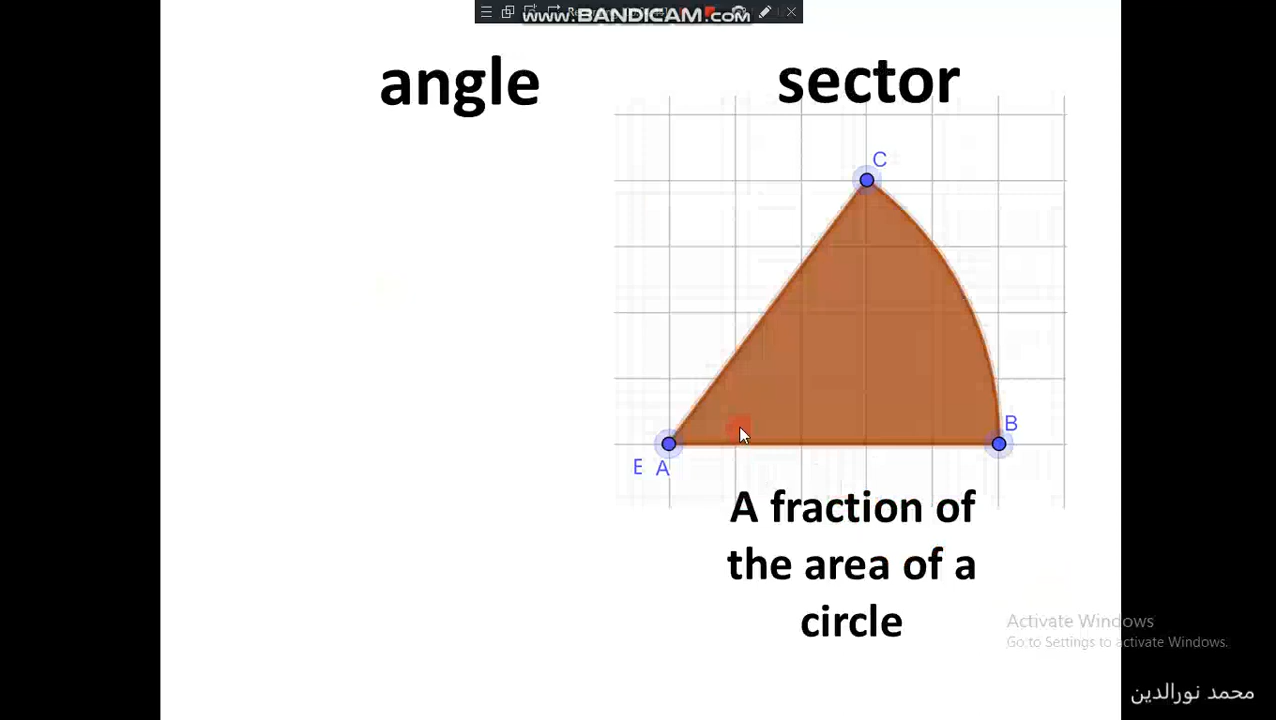 www.BANDICAM.com
angle
sector
C
B
E A
A fraction of
the area of a
circle
Activate Windows
Go to Settings to activate Windows.
محمد نورالدين